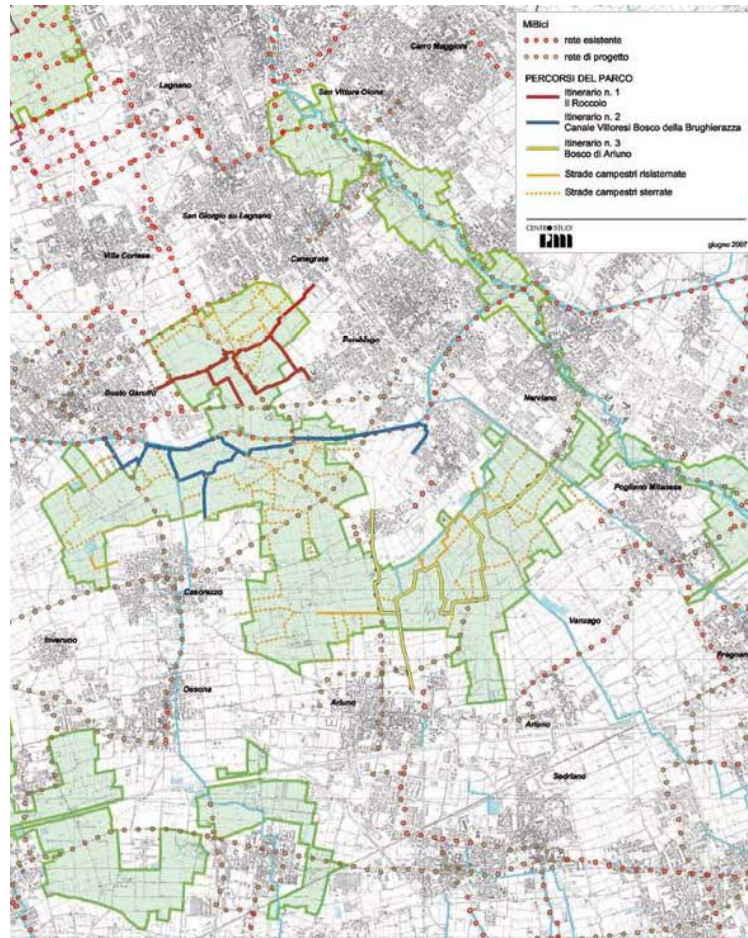 MiBici
rete esistente
rete di progetto
PERCORSI DEL PARCO
Itinerario n. 1
Il Roccolo
Itinerario n. 2
Canale Villoresi Bosco della Brughierazza
Itinerario n. 3
Bosco di Arluno
Strade campestri risistemate
Strade campestri sterrate
CENTRO STUDI
PIM
giugno 2007
Cerro Maggiore
Legnano
San Vittore Olona
San Giorgio su Legnano
Villa Cortese
Canegrate
Parabiago
Busto Garolfo
Nerviano
Pogliano Milanese
Casorezzo
Vanzago
Inveruno
Pregnan
Ossona
Arluno
Arluno
Sedriano